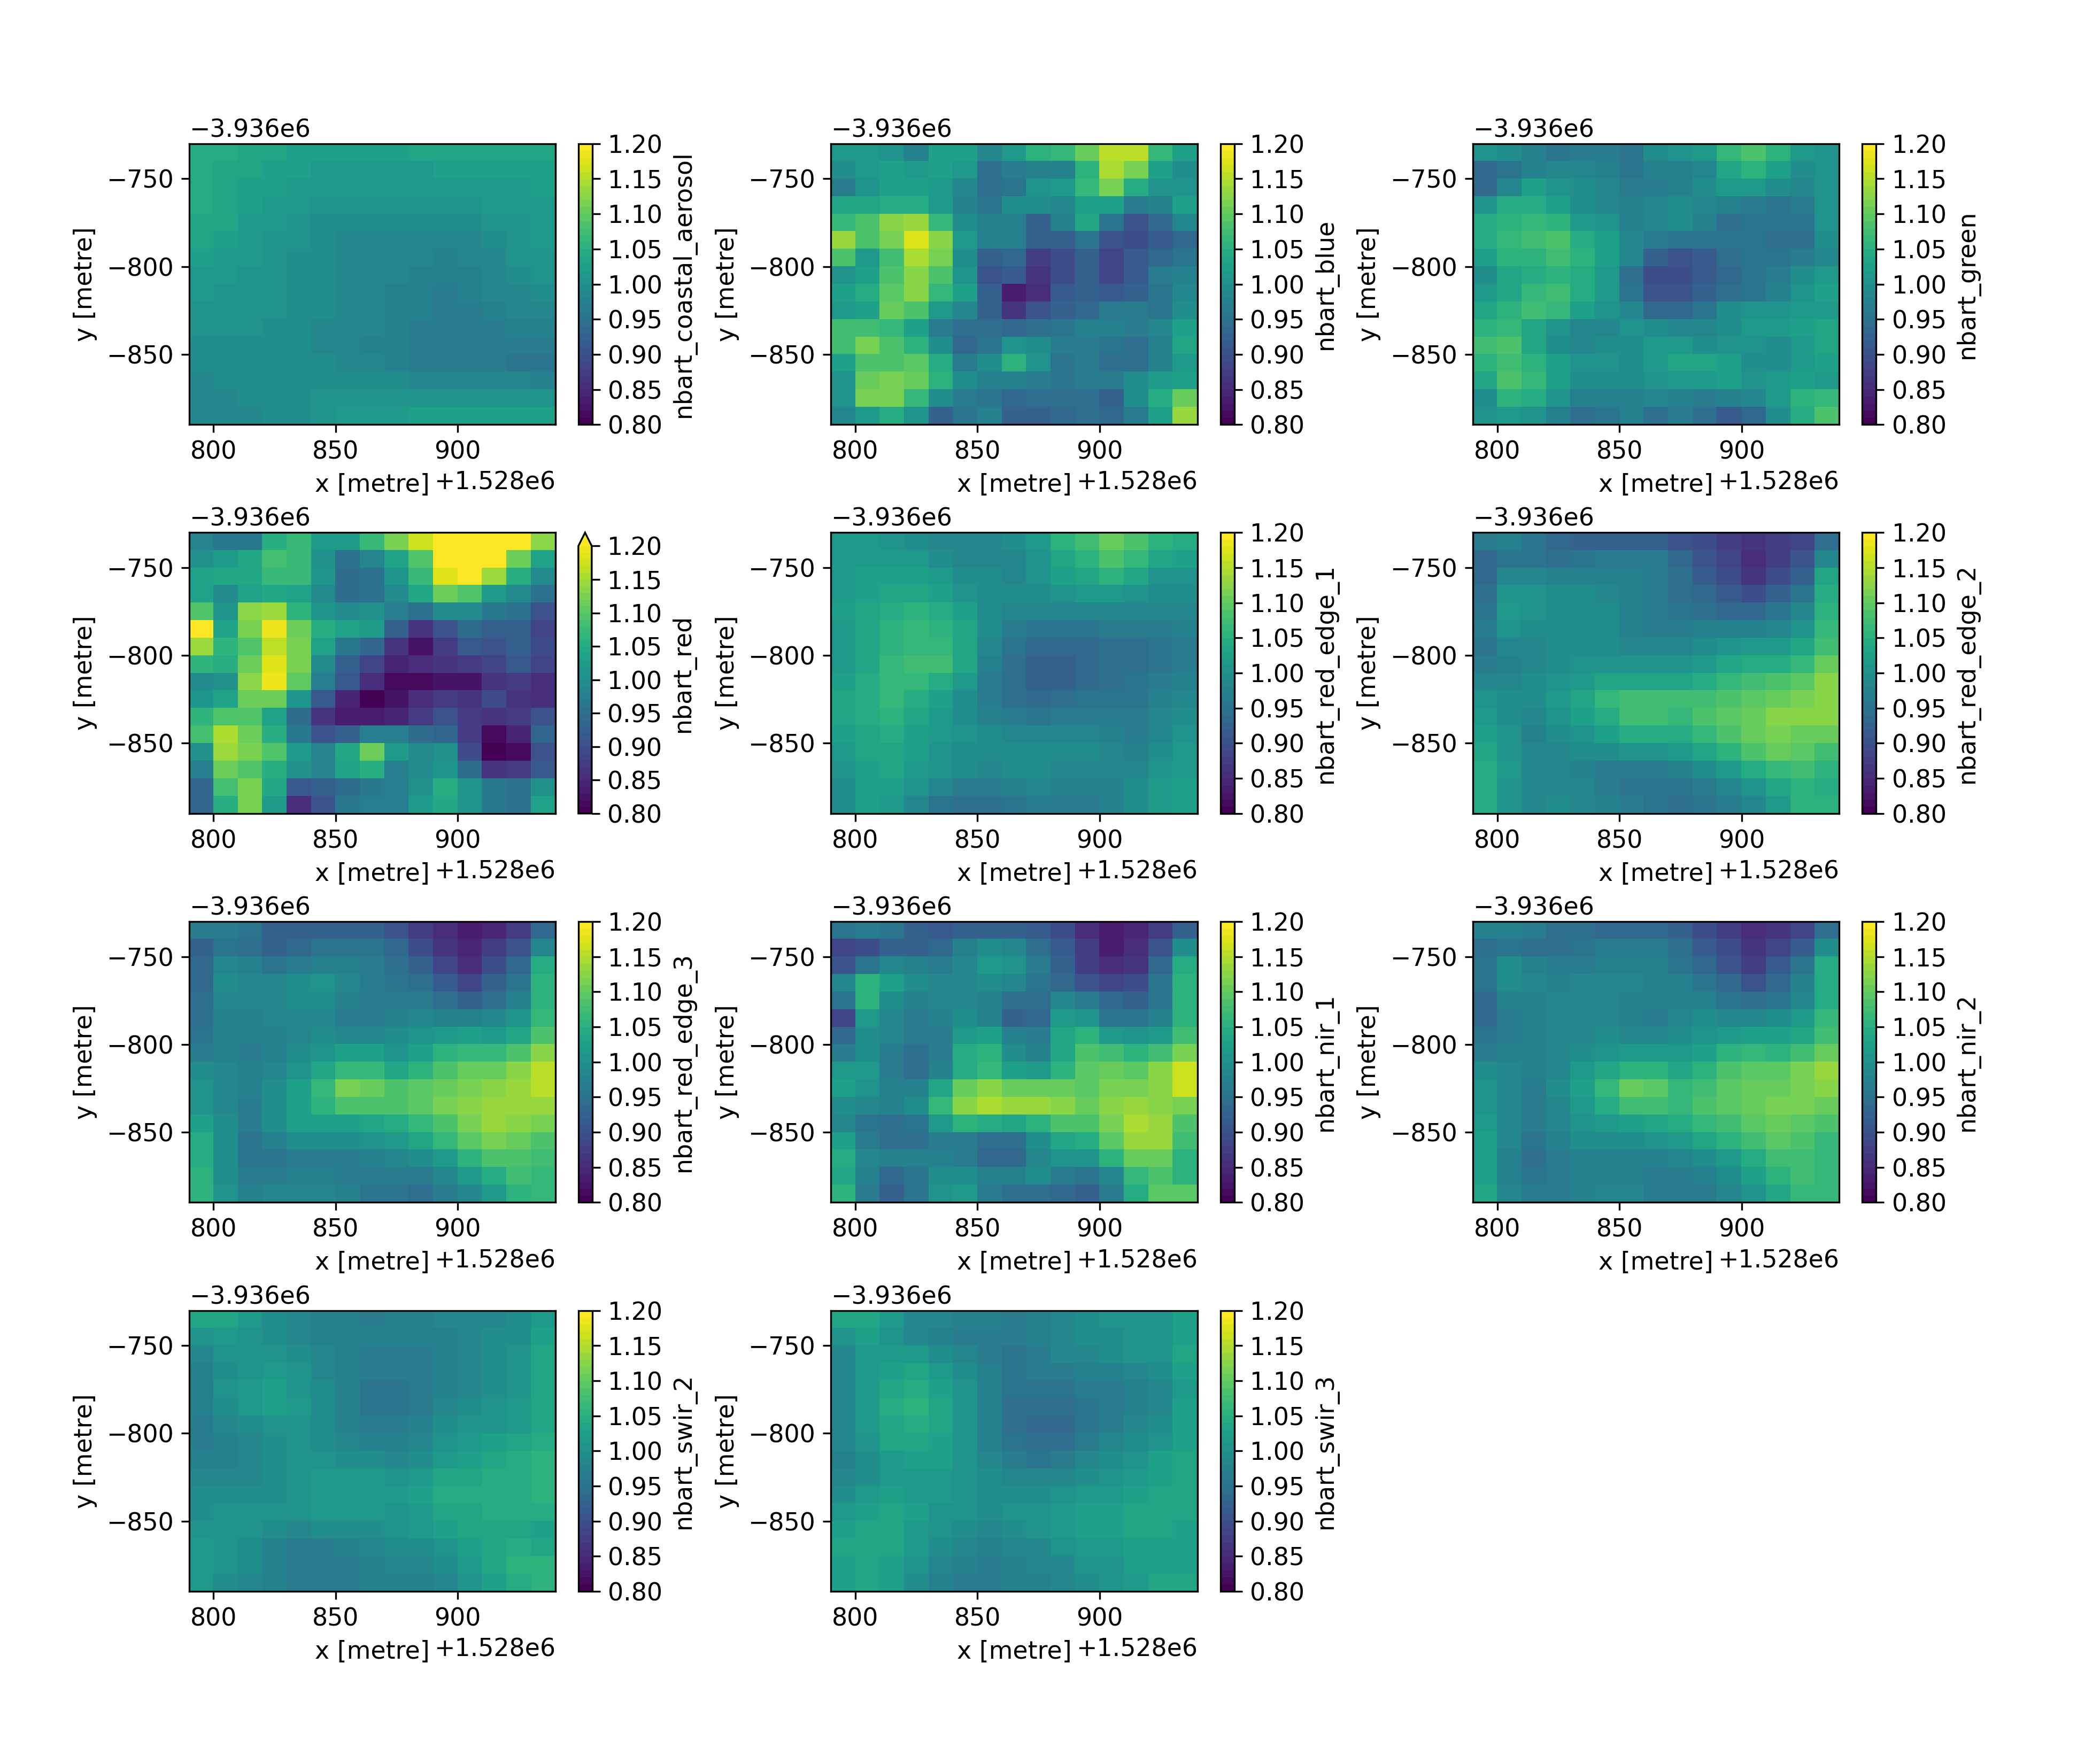 −3.936e6
−750
−800
−850
y [metre]
800 850 900
x [metre] +1.528e6
1.20
1.15
1.10
1.05
1.00
0.95
0.90
0.85
0.80
nbart_coastal_aerosol
−3.936e6
−750
−800
−850
y [metre]
800 850 900
x [metre] +1.528e6
1.20
1.15
1.10
1.05
1.00
0.95
0.90
0.85
0.80
nbart_blue
−3.936e6
−750
−800
−850
y [metre]
800 850 900
x [metre] +1.528e6
1.20
1.15
1.10
1.05
1.00
0.95
0.90
0.85
0.80
nbart_green
−3.936e6
−750
−800
−850
y [metre]
800 850 900
x [metre] +1.528e6
1.20
1.15
1.10
1.05
1.00
0.95
0.90
0.85
0.80
nbart_red
−3.936e6
−750
−800
−850
y [metre]
800 850 900
x [metre] +1.528e6
1.20
1.15
1.10
1.05
1.00
0.95
0.90
0.85
0.80
nbart_red_edge_1
−3.936e6
−750
−800
−850
y [metre]
800 850 900
x [metre] +1.528e6
1.20
1.15
1.10
1.05
1.00
0.95
0.90
0.85
0.80
nbart_red_edge_2
−3.936e6
−750
−800
−850
y [metre]
800 850 900
x [metre] +1.528e6
1.20
1.15
1.10
1.05
1.00
0.95
0.90
0.85
0.80
nbart_red_edge_3
−3.936e6
−750
−800
−850
y [metre]
800 850 900
x [metre] +1.528e6
1.20
1.15
1.10
1.05
1.00
0.95
0.90
0.85
0.80
nbart_nir_1
−3.936e6
−750
−800
−850
y [metre]
800 850 900
x [metre] +1.528e6
1.20
1.15
1.10
1.05
1.00
0.95
0.90
0.85
0.80
nbart_nir_2
−3.936e6
−750
−800
−850
y [metre]
800 850 900
x [metre] +1.528e6
1.20
1.15
1.10
1.05
1.00
0.95
0.90
0.85
0.80
nbart_swir_2
−3.936e6
−750
−800
−850
y [metre]
800 850 900
x [metre] +1.528e6
1.20
1.15
1.10
1.05
1.00
0.95
0.90
0.85
0.80
nbart_swir_3